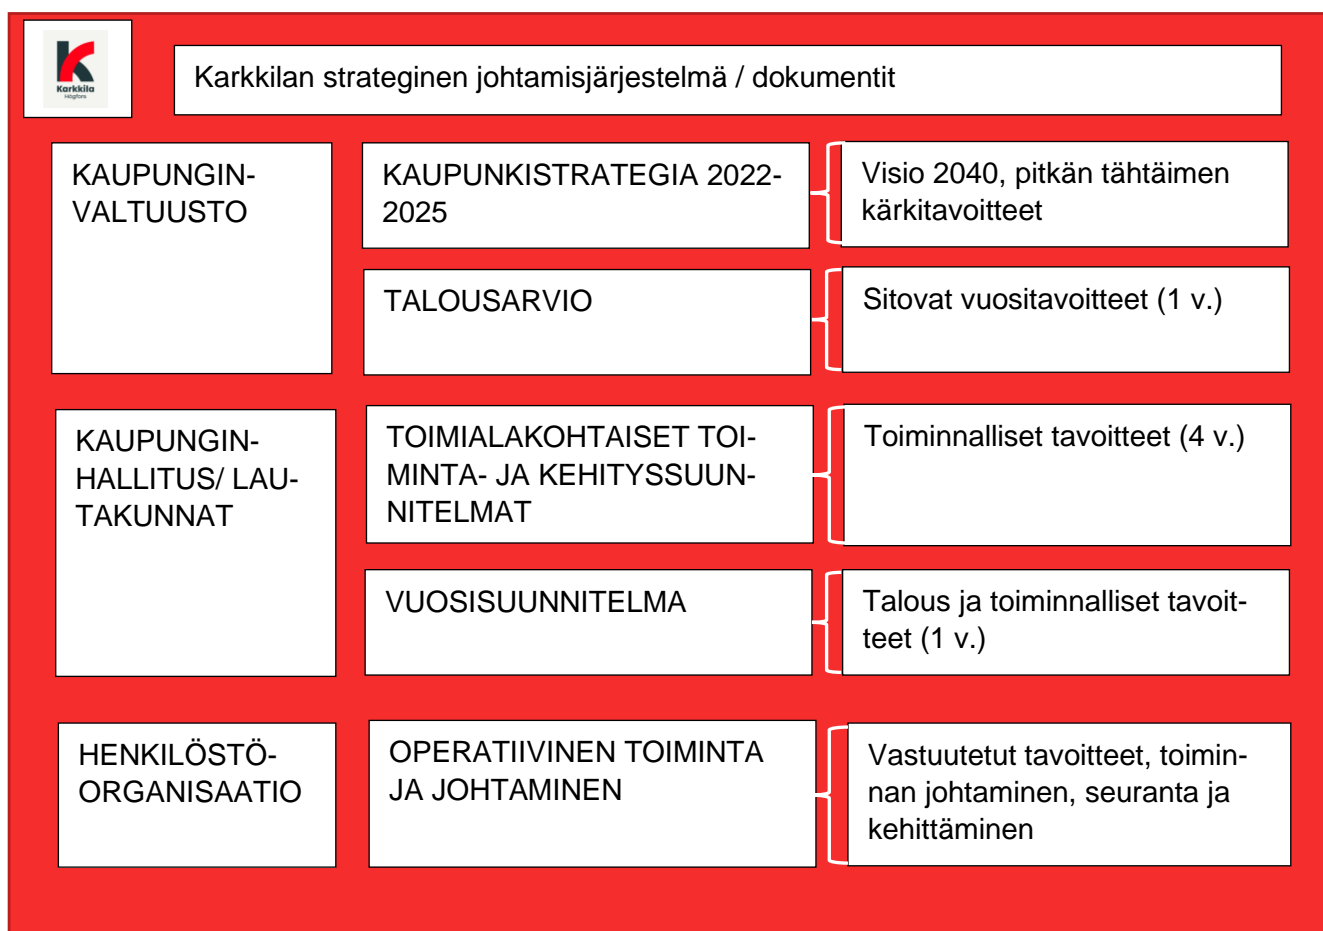 Karkkila
Högfors
Karkkilan strateginen johtamisjärjestelmä / dokumentit
KAUPUNGIN-
VALTUUSTO
KAUPUNKISTRATEGIA 2022-
2025
Visio 2040, pitkän tähtäimen
kärkitavoitteet
TALOUSARVIO
Sitovat vuositavoitteet (1 v.)
KAUPUNGIN-
HALLITUS/ LAU-
TAKUNNAT
TOIMIALAKOHTAISET TOI-
MINTA- JA KEHITYSSUUN-
NITELMAT
Toiminnalliset tavoitteet (4 v.)
VUOSISUUNNITELMA
Talous ja toiminnalliset tavoit-
teet (1 v.)
HENKILÖSTÖ-
ORGANISAATIO
OPERATIIVINEN TOIMINTA
JA JOHTAMINEN
Vastuutetut tavoitteet, toimin-
nan johtaminen, seuranta ja
kehittäminen